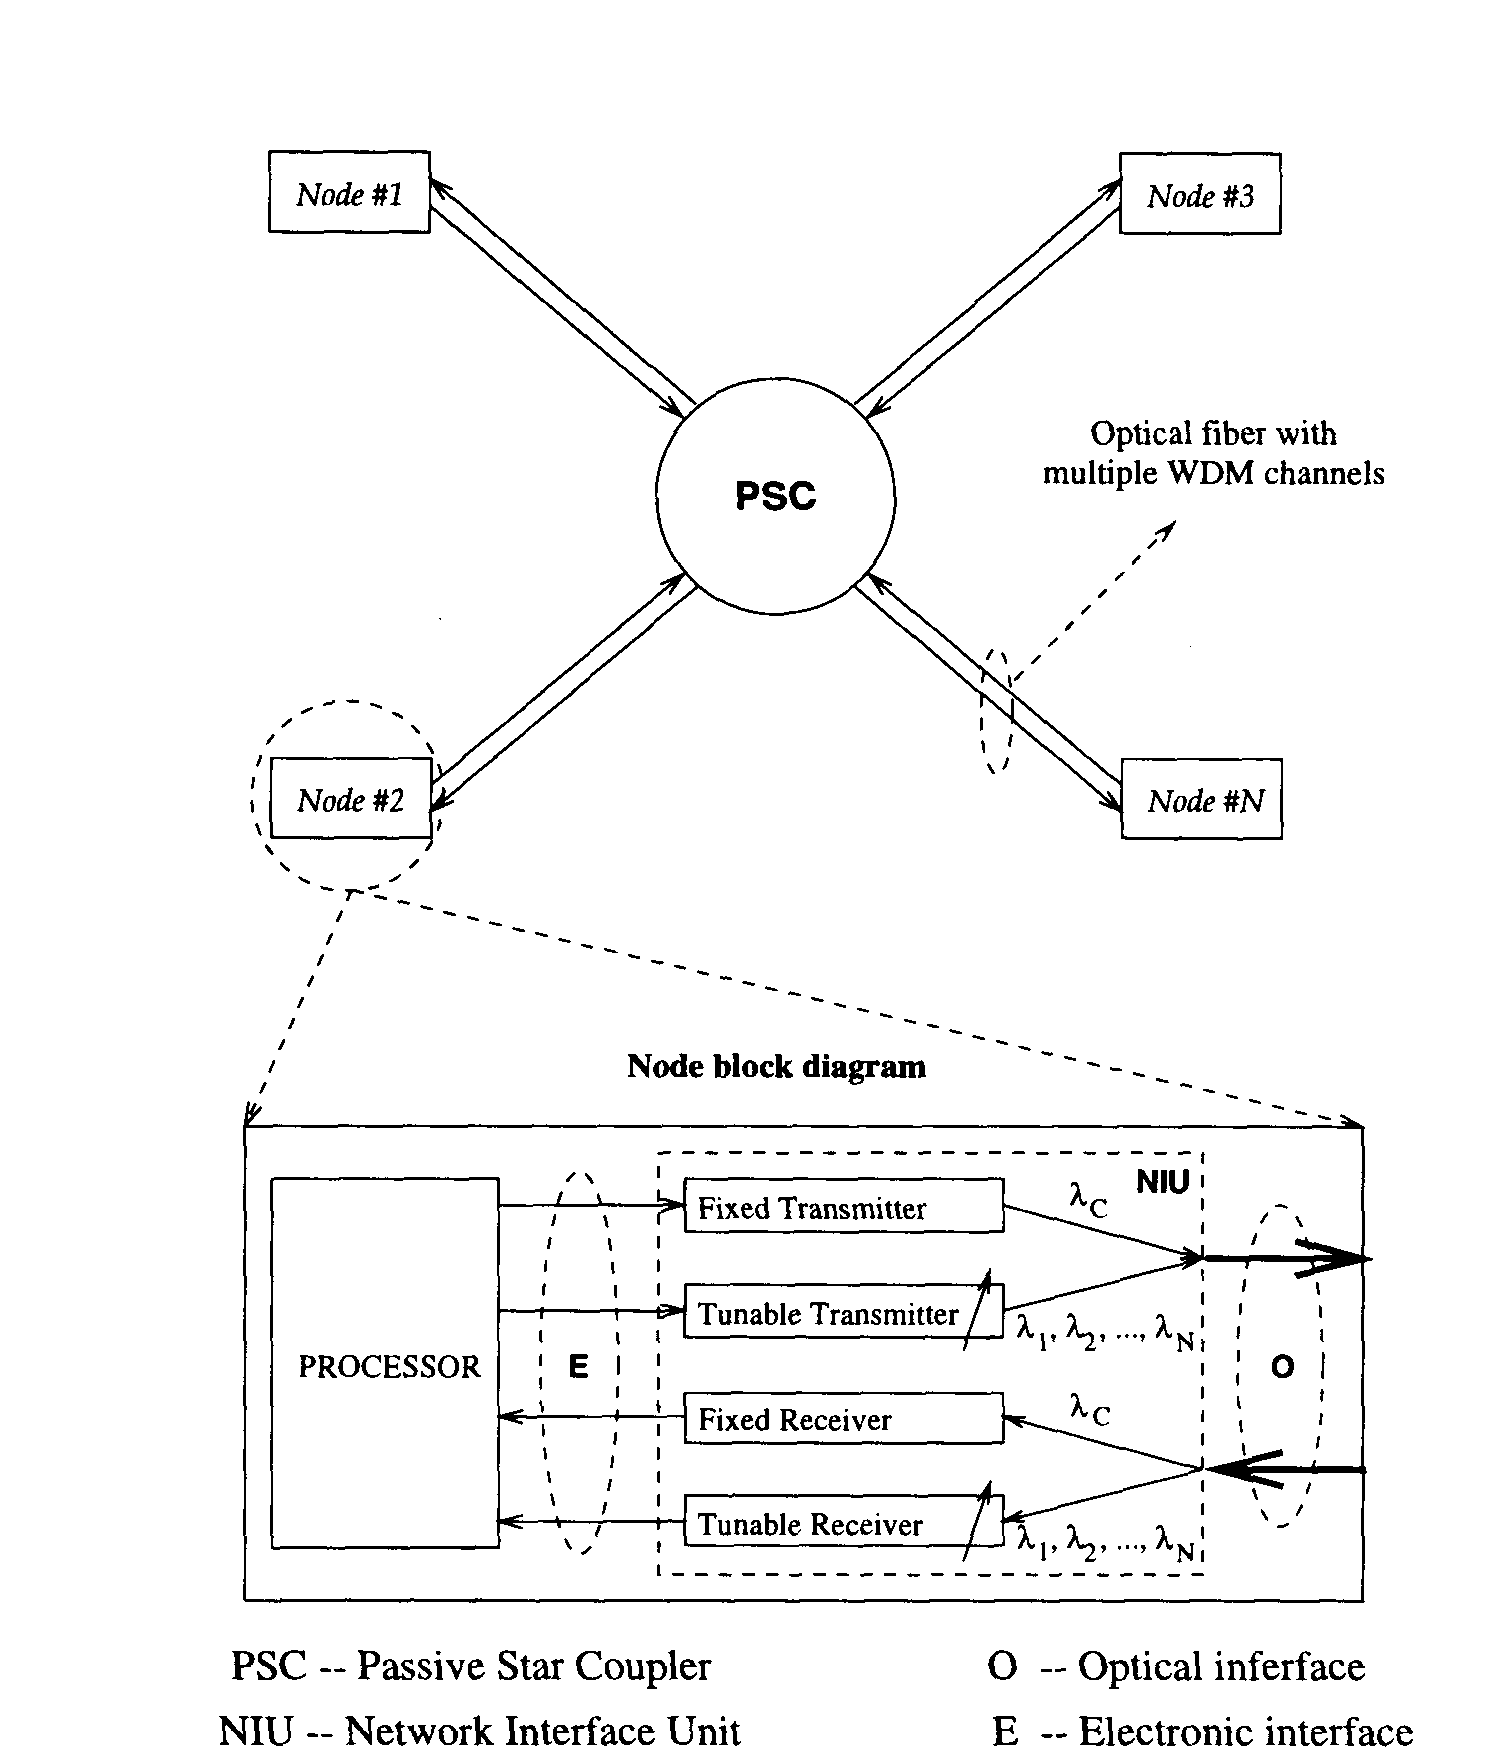 Node #1
Node #3
Optical fiber with
multiple WDM channels
PSC
Node #2
Node #N
Node block diagram
NIU
Fixed Transmitter
λC
Tunable Transmitter
λ1, λ2, ..., λN
PROCESSOR
E
O
Fixed Receiver
λC
Tunable Receiver
λ1, λ2, ..., λN
PSC -- Passive Star Coupler
O -- Optical inferface
NIU -- Network Interface Unit
E -- Electronic interface